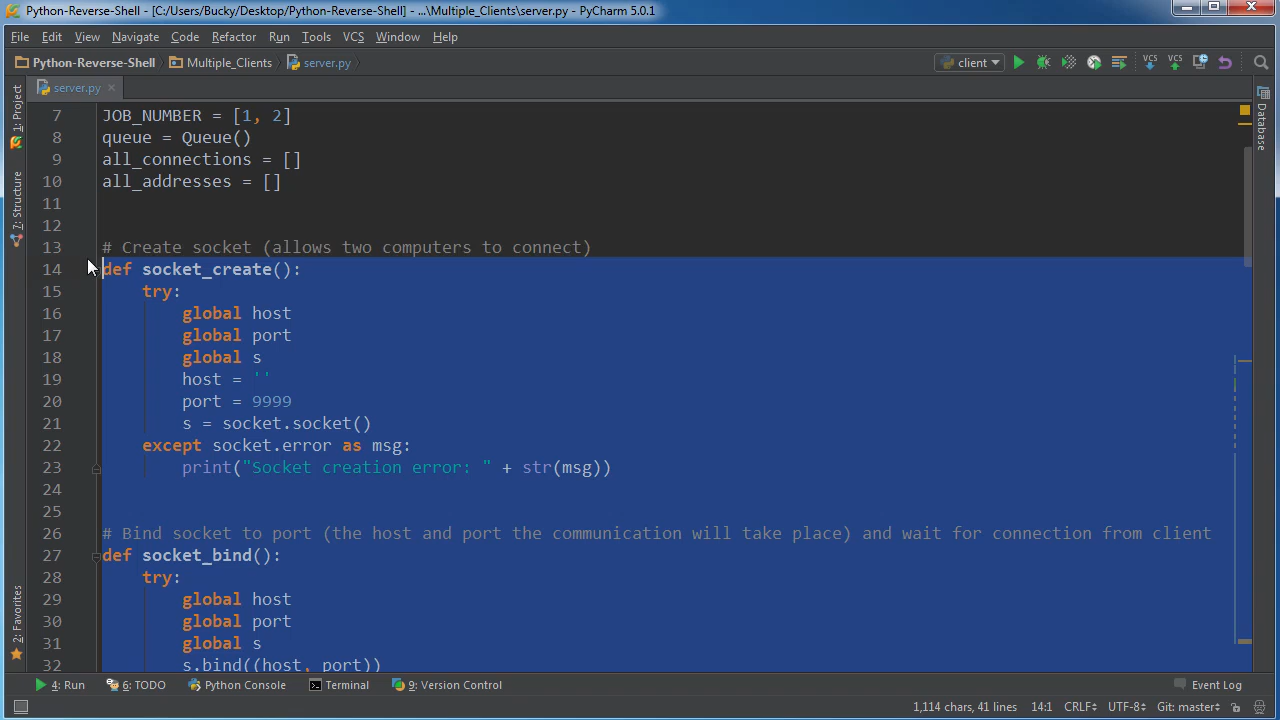 Python-Reverse-Shell - [C:/Users/Bucky/Desktop/Python-Reverse-Shell] - ...\Multiple_Clients\server.py - PyCharm 5.0.1
File Edit View Navigate Code Refactor Run Tools VCS Window Help
Python-Reverse-Shell Multiple_Clients server.py client VCS VCS
server.py
1: Project
7: Structure
2: Favorites
Database
7 JOB_NUMBER = [1, 2]
8 queue = Queue()
9 all_connections = []
10 all_addresses = []
11
12
13 # Create socket (allows two computers to connect)
14 def socket_create():
15     try:
16         global host
17         global port
18         global s
19         host = ''
20         port = 9999
21         s = socket.socket()
22     except socket.error as msg:
23         print("Socket creation error: " + str(msg))
24
25
26 # Bind socket to port (the host and port the communication will take place) and wait for connection from client
27 def socket_bind():
28     try:
29         global host
30         global port
31         global s
32         s.bind((host, port))
4: Run 6: TODO Python Console Terminal 9: Version Control Event Log
1,114 chars, 41 lines 14:1 CRLF UTF-8 Git: master